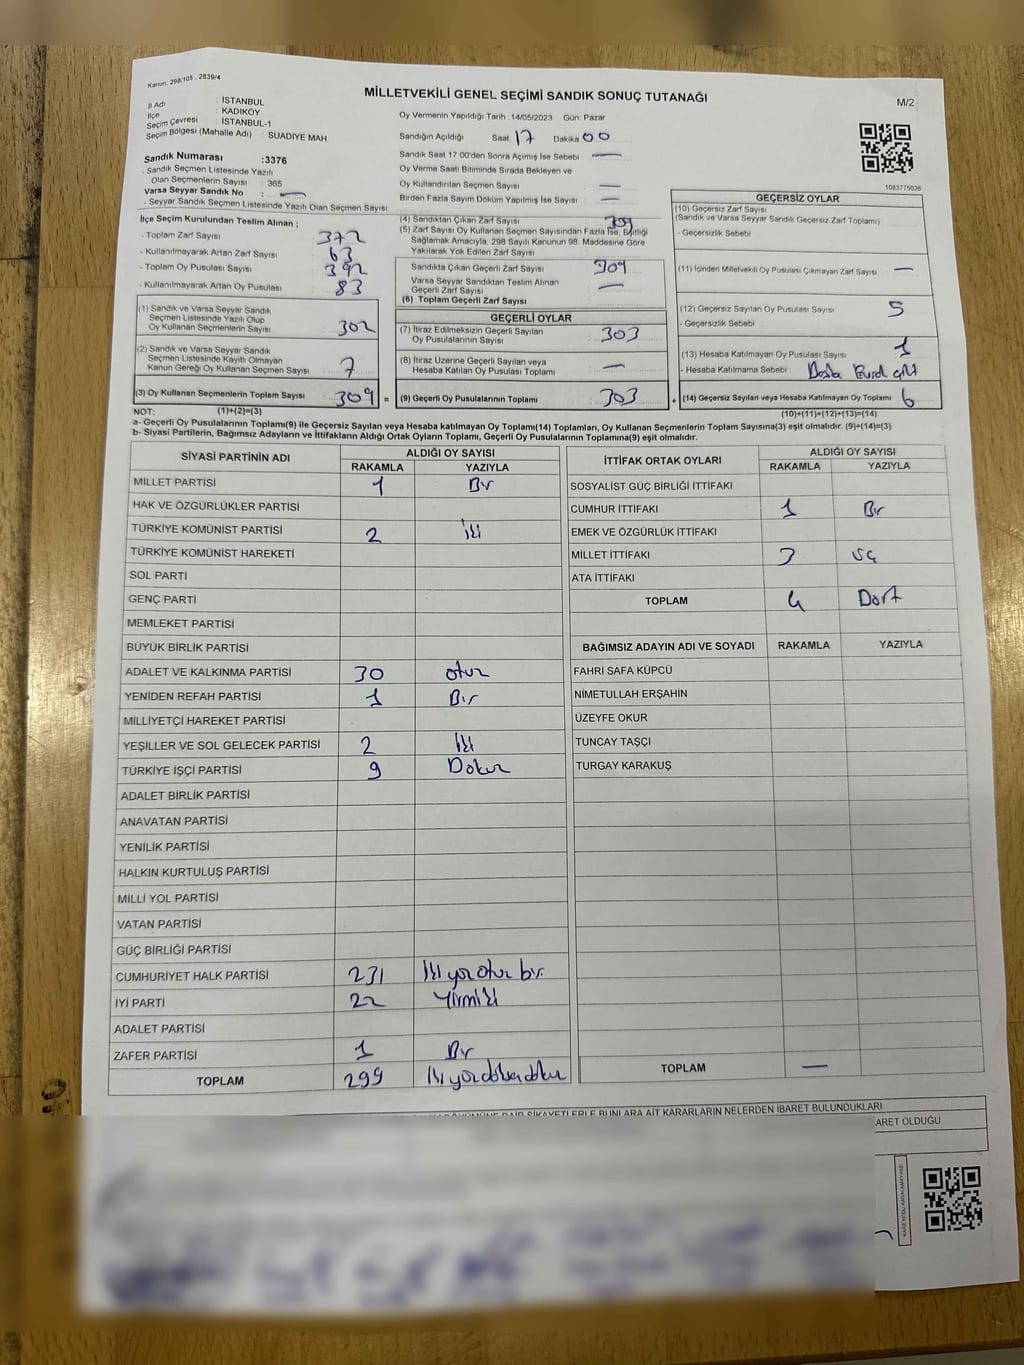 Kanun: 298/105 , 2839/4
MİLLETVEKİLİ GENEL SEÇİMİ SANDIK SONUÇ TUTANAĞI
M/2
İl Adı : İSTANBUL
İlçe : KADIKÖY
Seçim Çevresi : İSTANBUL-1
Seçim Bölgesi (Mahalle Adı) : SUADİYE MAH
Sandık Numarası :3376
- Sandık Seçmen Listesinde Yazılı
Olan Seçmenlerin Sayısı 365
Varsa Seyyar Sandık No : —
- Seyyar Sandık Seçmen Listesinde Yazılı Olan Seçmen Sayısı:
Oy Vermenin Yapıldığı Tarih :14/05/2023 Gün: Pazar
Sandığın Açıldığı Saat 17 Dakika 00
Sandık Saat 17 00'den Sonra Açımış İse Sebebi : —
Oy Verme Saati Bitiminde Sırada Bekleyen ve
Oy Kullandırılan Seçmen Sayısı : —
Birden Fazla Sayım Döküm Yapılmış İse Sayısı : —
1083775026
İlçe Seçim Kurulundan Teslim Alınan ;
- Toplam Zarf Sayısı : 372
- Kullanılmayarak Artan Zarf Sayısı : 63
- Toplam Oy Pusulası Sayısı : 392
- Kullanılmayarak Artan Oy Pusulası : 83
(1) Sandık ve Varsa Seyyar Sandık
Seçmen Listesinde Yazılı Olup
Oy Kullanan Seçmenlerin Sayısı : 302
(2) Sandık ve Varsa Seyyar Sandık
Seçmen Listesinde Kayıtlı Olmayan
Kanun Gereği Oy Kullanan Seçmen Sayısı : 7
(3) Oy Kullanan Seçmenlerin Toplam Sayısı : 309 =
(4) Sandıktan Çıkan Zarf Sayısı : 309
(5) Zarf Sayısı Oy Kullanan Seçmen Sayısından Fazla İse, Eşitliği
Sağlamak Amacıyla, 298 Sayılı Kanunun 98. Maddesine Göre
Yakılarak Yok Edilen Zarf Sayısı :
Sandıkta Çıkan Geçerli Zarf Sayısı : 309
Varsa Seyyar Sandıktan Teslim Alınan
Geçerli Zarf Sayısı : —
(6) Toplam Geçerli Zarf Sayısı :
GEÇERLİ OYLAR
(7) İtiraz Edilmeksizin Geçerli Sayılan
Oy Pusulalarının Sayısı : 303
(8) İtiraz Üzerine Geçerli Sayılan veya
Hesaba Katılan Oy Pusulası Toplamı : —
(9) Geçerli Oy Pusulalarının Toplamı : 303 +
GEÇERSİZ OYLAR
(10) Geçersiz Zarf Sayısı
(Sandık ve Varsa Seyyar Sandık Geçersiz Zarf Toplamı)
- Geçersizlik Sebebi :
(11) İçinden Milletvekili Oy Pusulası Çıkmayan Zarf Sayısı : —
(12) Geçersiz Sayılan Oy Pusulası Sayısı : 5
- Geçersizlik Sebebi :
(13) Hesaba Katılmayan Oy Pusulası Sayısı : 1
- Hesaba Katılmama Sebebi :
(14) Geçersiz Sayılan veya Hesaba Katılmayan Oy Toplamı : 6
NOT: (1)+(2)=(3) (10)+(11)+(12)+(13)=(14)
a- Geçerli Oy Pusulalarının Toplamı(9) ile Geçersiz Sayılan veya Hesaba katılmayan Oy Toplamı(14) Toplamları, Oy Kullanan Seçmenlerin Toplam Sayısına(3) eşit olmalıdır. (9)+(14)=(3)
b- Siyasi Partilerin, Bağımsız Adayların ve İttifakların Aldığı Ortak Oyların Toplamı, Geçerli Oy Pusulalarının Toplamına(9) eşit olmalıdır.
SİYASİ PARTİNİN ADI ALDIĞI OY SAYISI
RAKAMLA YAZIYLA
MİLLET PARTİSİ 1 Bir
HAK VE ÖZGÜRLÜKLER PARTİSİ
TÜRKİYE KOMÜNİST PARTİSİ 2 iki
TÜRKİYE KOMÜNİST HAREKETİ
SOL PARTİ
GENÇ PARTİ
MEMLEKET PARTİSİ
BÜYÜK BİRLİK PARTİSİ
ADALET VE KALKINMA PARTİSİ 30 otuz
YENİDEN REFAH PARTİSİ 1 Bir
MİLLİYETÇİ HAREKET PARTİSİ
YEŞİLLER VE SOL GELECEK PARTİSİ 2 iki
TÜRKİYE İŞÇİ PARTİSİ 9 Dokuz
ADALET BİRLİK PARTİSİ
ANAVATAN PARTİSİ
YENİLİK PARTİSİ
HALKIN KURTULUŞ PARTİSİ
MİLLİ YOL PARTİSİ
VATAN PARTİSİ
GÜÇ BİRLİĞİ PARTİSİ
CUMHURİYET HALK PARTİSİ 231 iki yüz otuz bir
İYİ PARTİ 22 Yirmi iki
ADALET PARTİSİ
ZAFER PARTİSİ 1 Bir
TOPLAM 299 iki yüz doksan dokuz
İTTİFAK ORTAK OYLARI ALDIĞI OY SAYISI
RAKAMLA YAZIYLA
SOSYALİST GÜÇ BİRLİĞİ İTTİFAKI
CUMHUR İTTİFAKI 1 Bir
EMEK VE ÖZGÜRLÜK İTTİFAKI
MİLLET İTTİFAKI 3 üç
ATA İTTİFAKI
TOPLAM 4 Dört
BAĞIMSIZ ADAYIN ADI VE SOYADI RAKAMLA YAZIYLA
FAHRİ SAFA KÜPCÜ
NİMETULLAH ERŞAHİN
ÜZEYFE OKUR
TUNCAY TAŞÇI
TURGAY KARAKUŞ
TOPLAM —
ŞİKAYETLERLE BUNLARA AİT KARARLARIN NELERDEN İBARET BULUNDUKLARI
ARET OLDUĞU